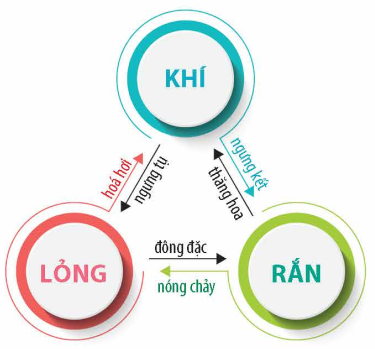 KHÍ
hoá hơi
ngưng tụ
ngưng kết
thăng hoa
LỎNG
đông đặc
nóng chảy
RẮN